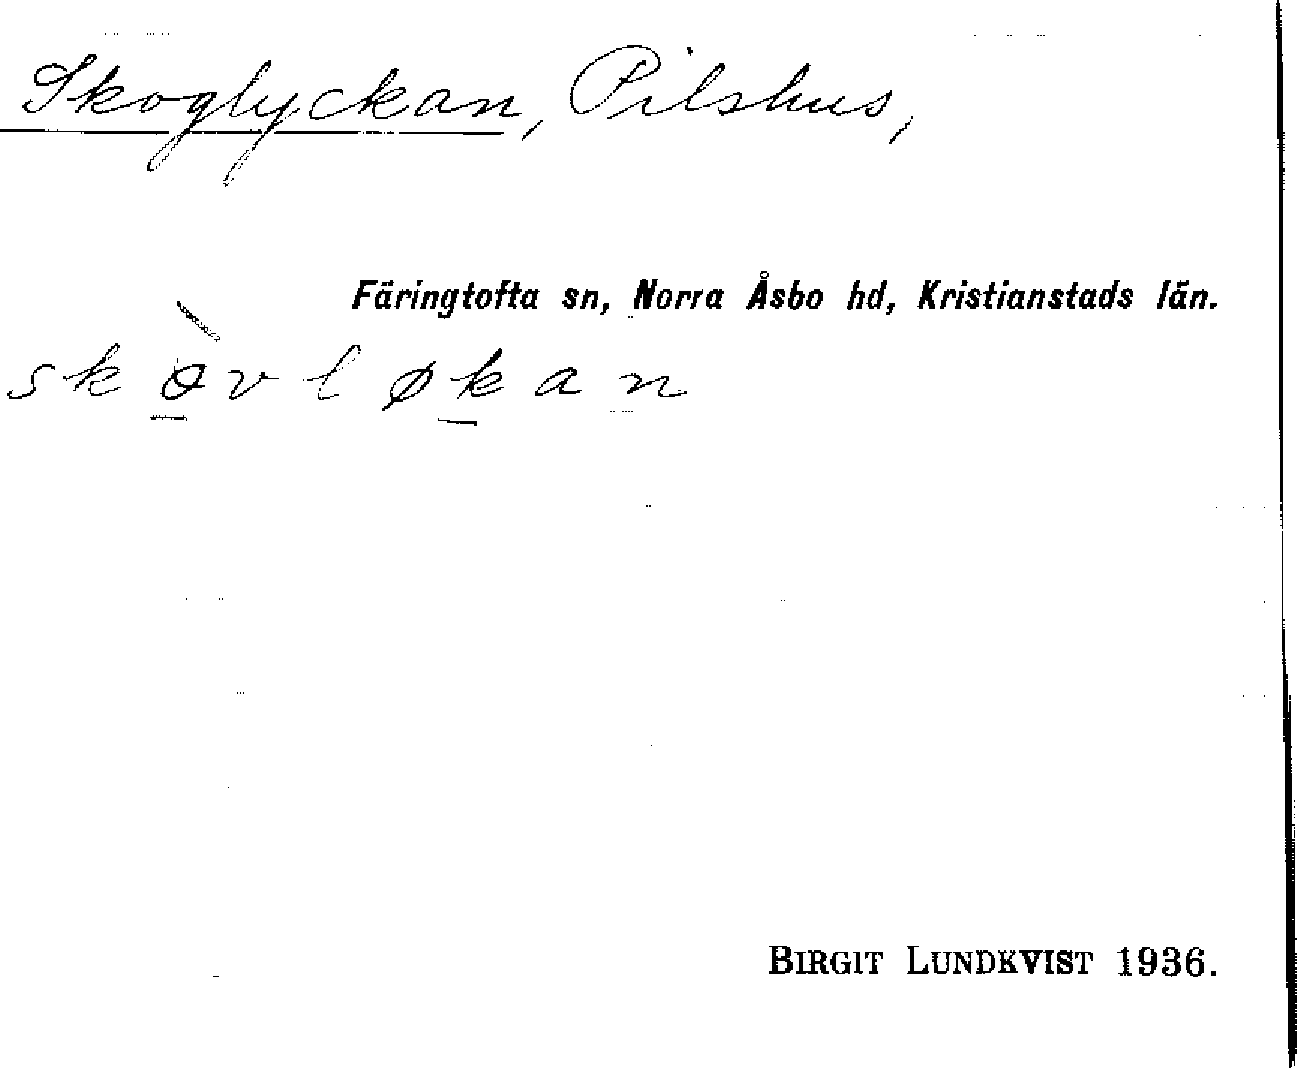 Skoglyckan, Pilshus,
Färingtofta sn, Norra Åsbo hd, Kristianstads län.
skòvløkan
BIRGIT LUNDKVIST 1936.